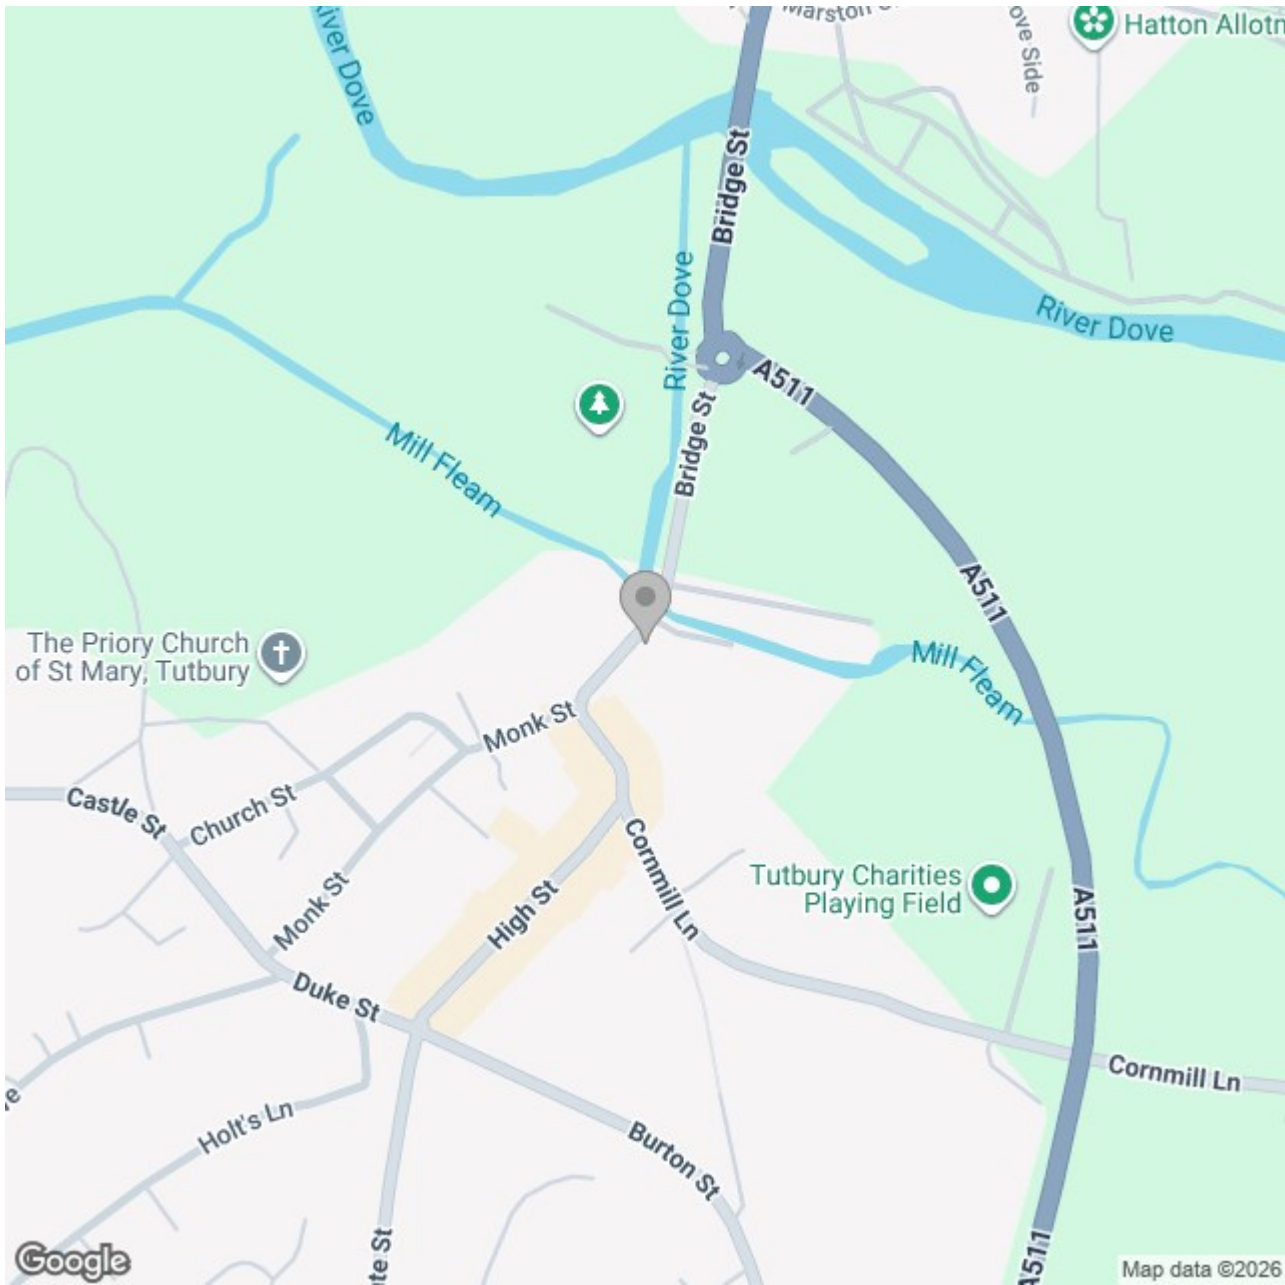 River Dove
Marston
Hatton Allotm
Bridge St
River Dove
River Dove
A511
Bridge St
Mill Fleam
A511
The Priory Church
of St Mary, Tutbury
Mill Fleam
Monk St
Castle St
Church St
Cornmill Ln
Tutbury Charities
Playing Field
Monk St
High St
A511
Duke St
Cornmill Ln
Holt's Ln
Burton St
A511
Google
Map data ©2026